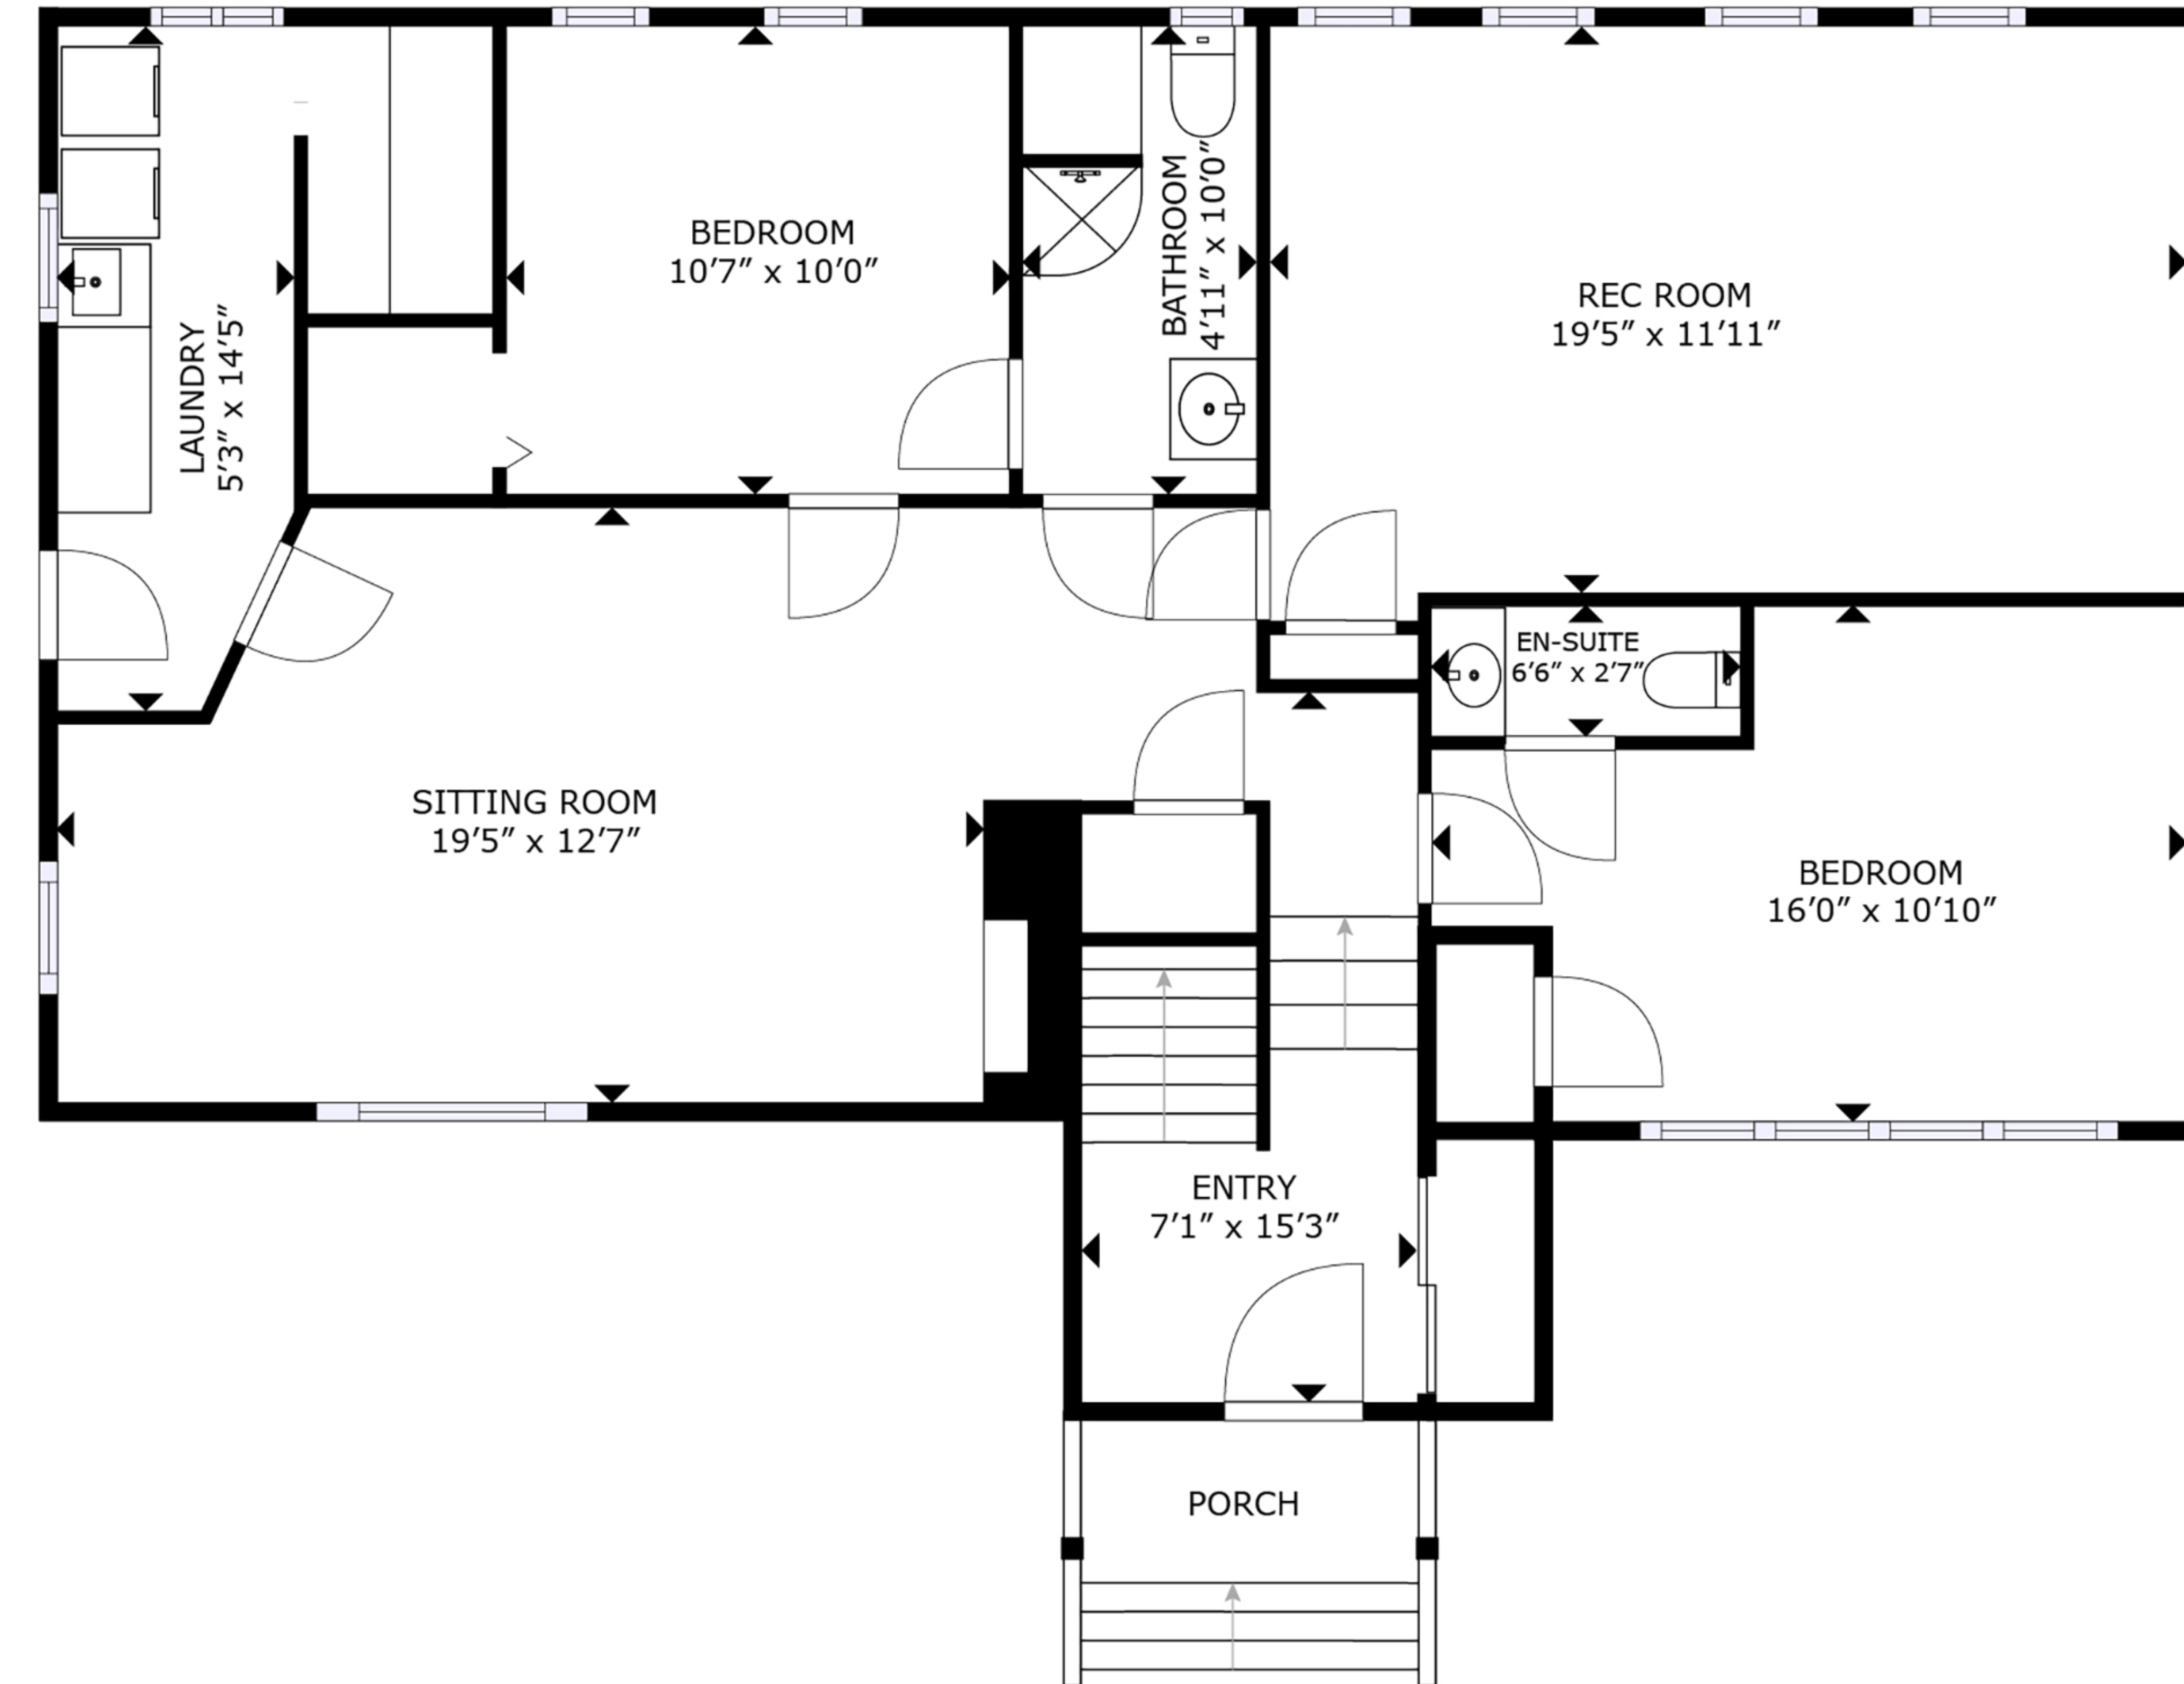 BEDROOM
10′7″ x 10′0″
BATHROOM
4′11″ x 10′0″
REC ROOM
19′5″ x 11′11″
LAUNDRY
5′3″ x 14′5″
EN-SUITE
6′6″ x 2′7″
SITTING ROOM
19′5″ x 12′7″
BEDROOM
16′0″ x 10′10″
ENTRY
7′1″ x 15′3″
PORCH